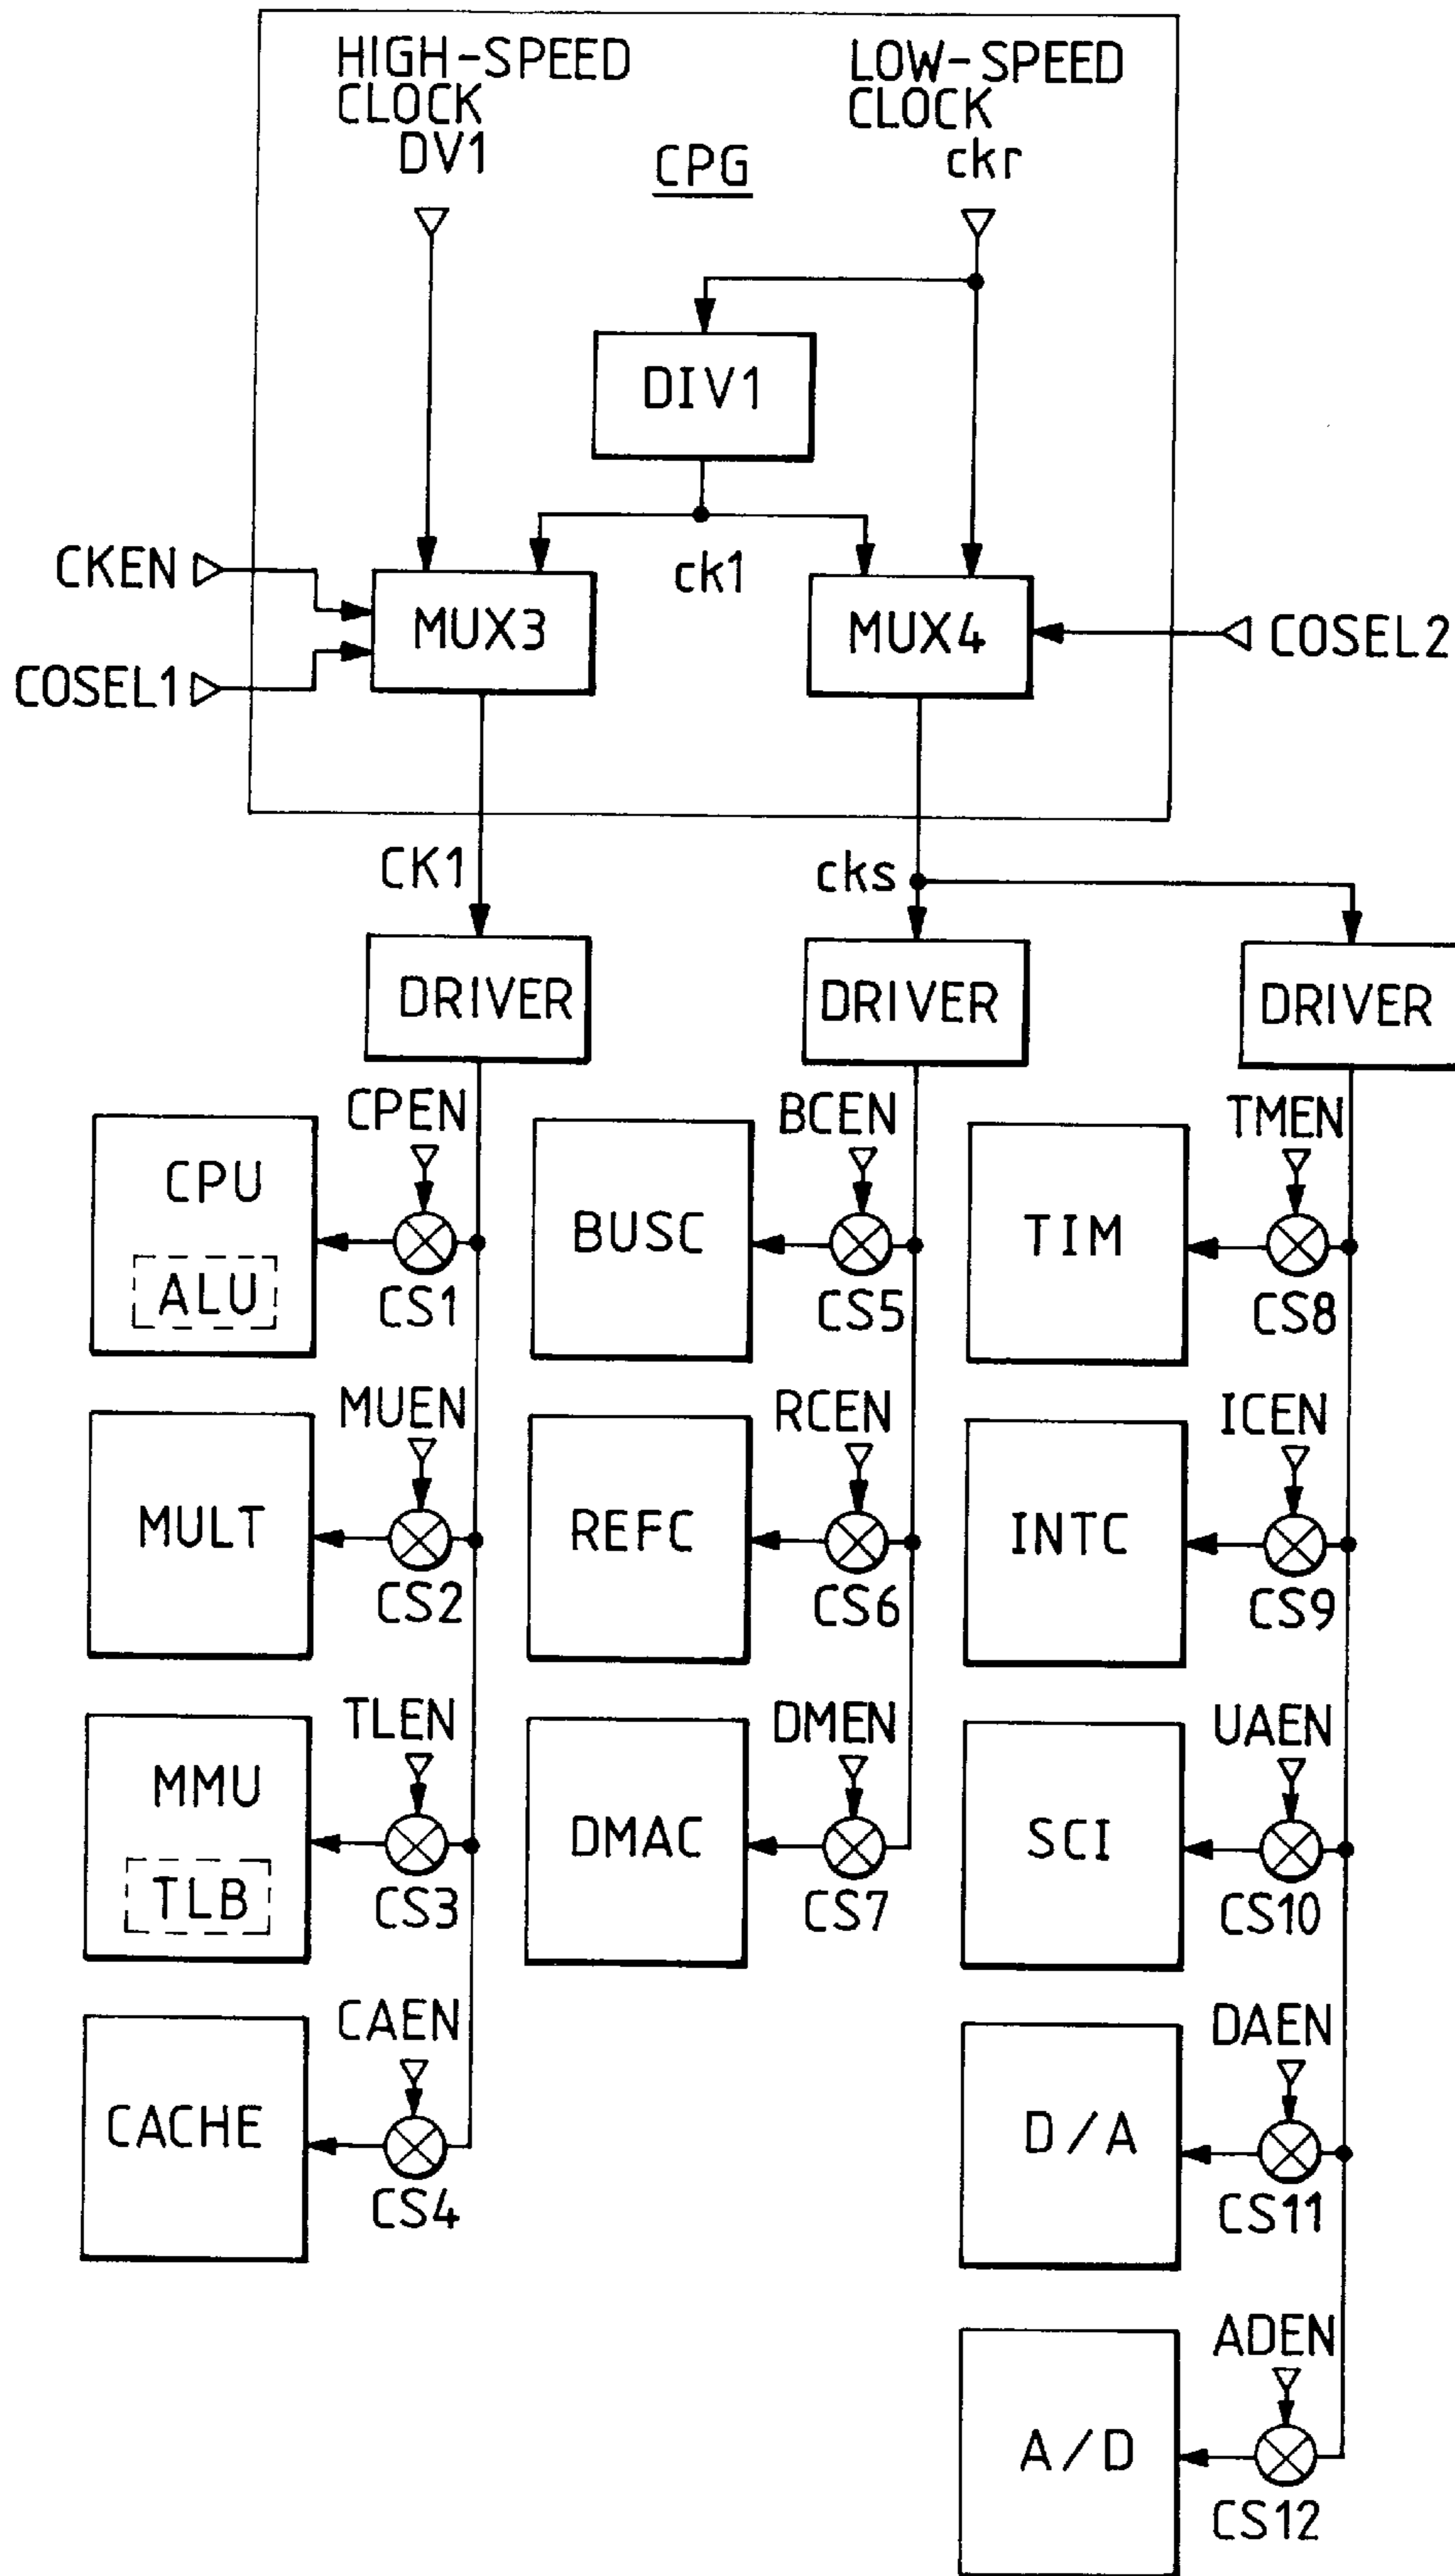 HIGH-SPEED
CLOCK
DV1
LOW-SPEED
CLOCK
ckr
CPG
DIV1
CKEN
ck1
MUX3
MUX4
COSEL1
COSEL2
CK1
cks
DRIVER
DRIVER
DRIVER
CPEN
CPU
ALU
CS1
MUEN
MULT
CS2
TLEN
MMU
TLB
CS3
CAEN
CACHE
CS4
BCEN
BUSC
CS5
RCEN
REFC
CS6
DMEN
DMAC
CS7
TMEN
TIM
CS8
ICEN
INTC
CS9
UAEN
SCI
CS10
DAEN
D/A
CS11
ADEN
A/D
CS12